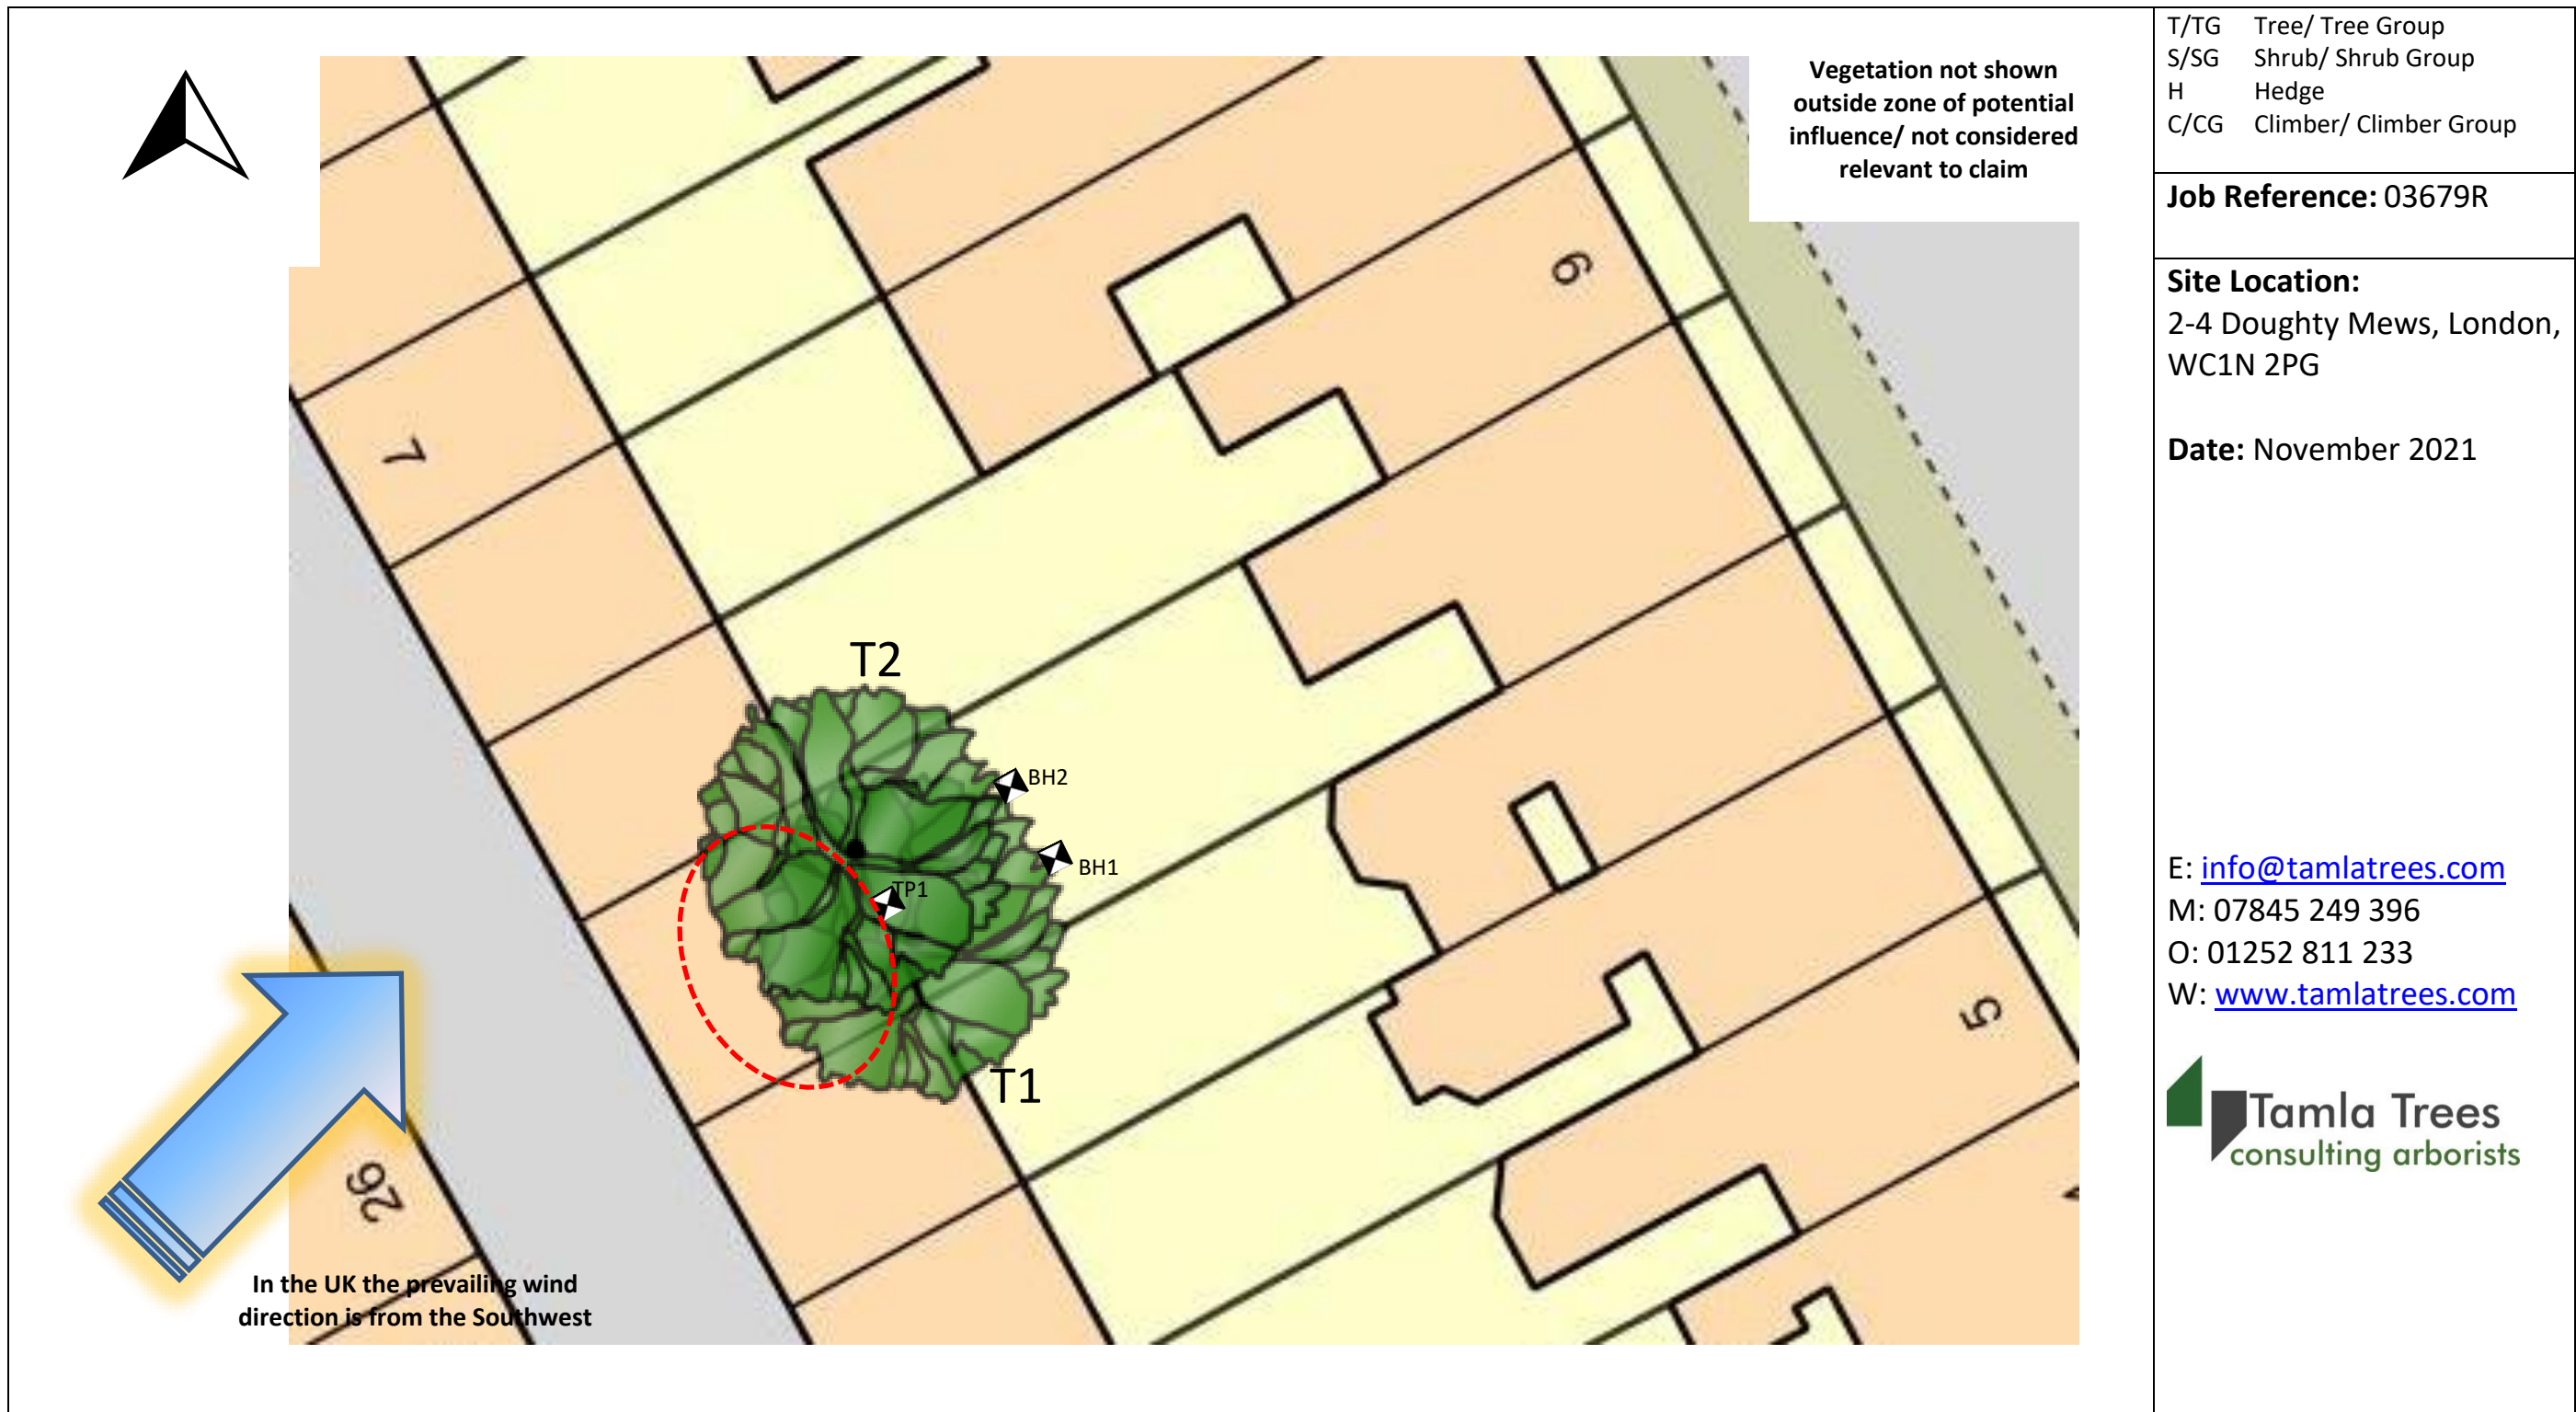 Vegetation not shown
outside zone of potential
influence/ not considered
relevant to claim
6
7
T2
BH2
BH1
TP1
T1
5
26
In the UK the prevailing wind
direction is from the Southwest
T/TG Tree/ Tree Group
S/SG Shrub/ Shrub Group
H Hedge
C/CG Climber/ Climber Group
Job Reference: 03679R
Site Location:
2-4 Doughty Mews, London,
WC1N 2PG
Date: November 2021
E: info@tamlatrees.com
M: 07845 249 396
O: 01252 811 233
W: www.tamlatrees.com
Tamla Trees
consulting arborists